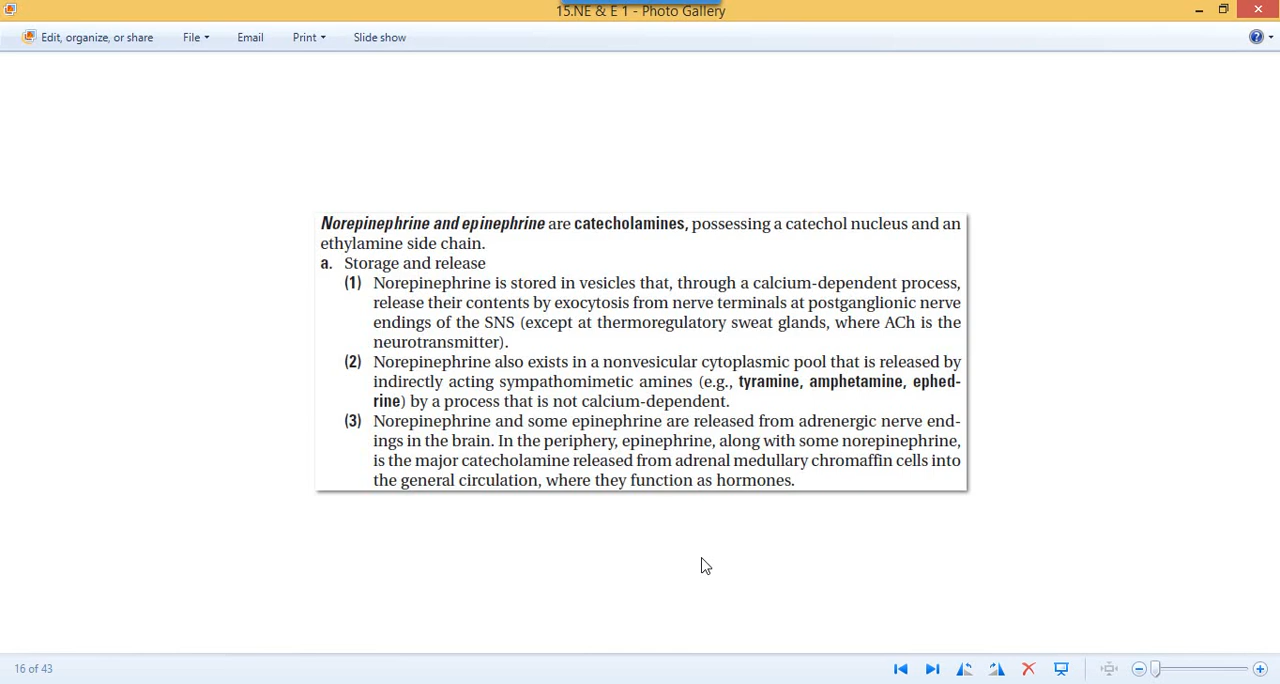 15.NE & E 1 - Photo Gallery
Edit, organize, or share File Email Print Slide show
Norepinephrine and epinephrine are catecholamines, possessing a catechol nucleus and an
ethylamine side chain.
a. Storage and release
(1) Norepinephrine is stored in vesicles that, through a calcium-dependent process,
release their contents by exocytosis from nerve terminals at postganglionic nerve
endings of the SNS (except at thermoregulatory sweat glands, where ACh is the
neurotransmitter).
(2) Norepinephrine also exists in a nonvesicular cytoplasmic pool that is released by
indirectly acting sympathomimetic amines (e.g., tyramine, amphetamine, ephed-
rine) by a process that is not calcium-dependent.
(3) Norepinephrine and some epinephrine are released from adrenergic nerve end-
ings in the brain. In the periphery, epinephrine, along with some norepinephrine,
is the major catecholamine released from adrenal medullary chromaffin cells into
the general circulation, where they function as hormones.
16 of 43